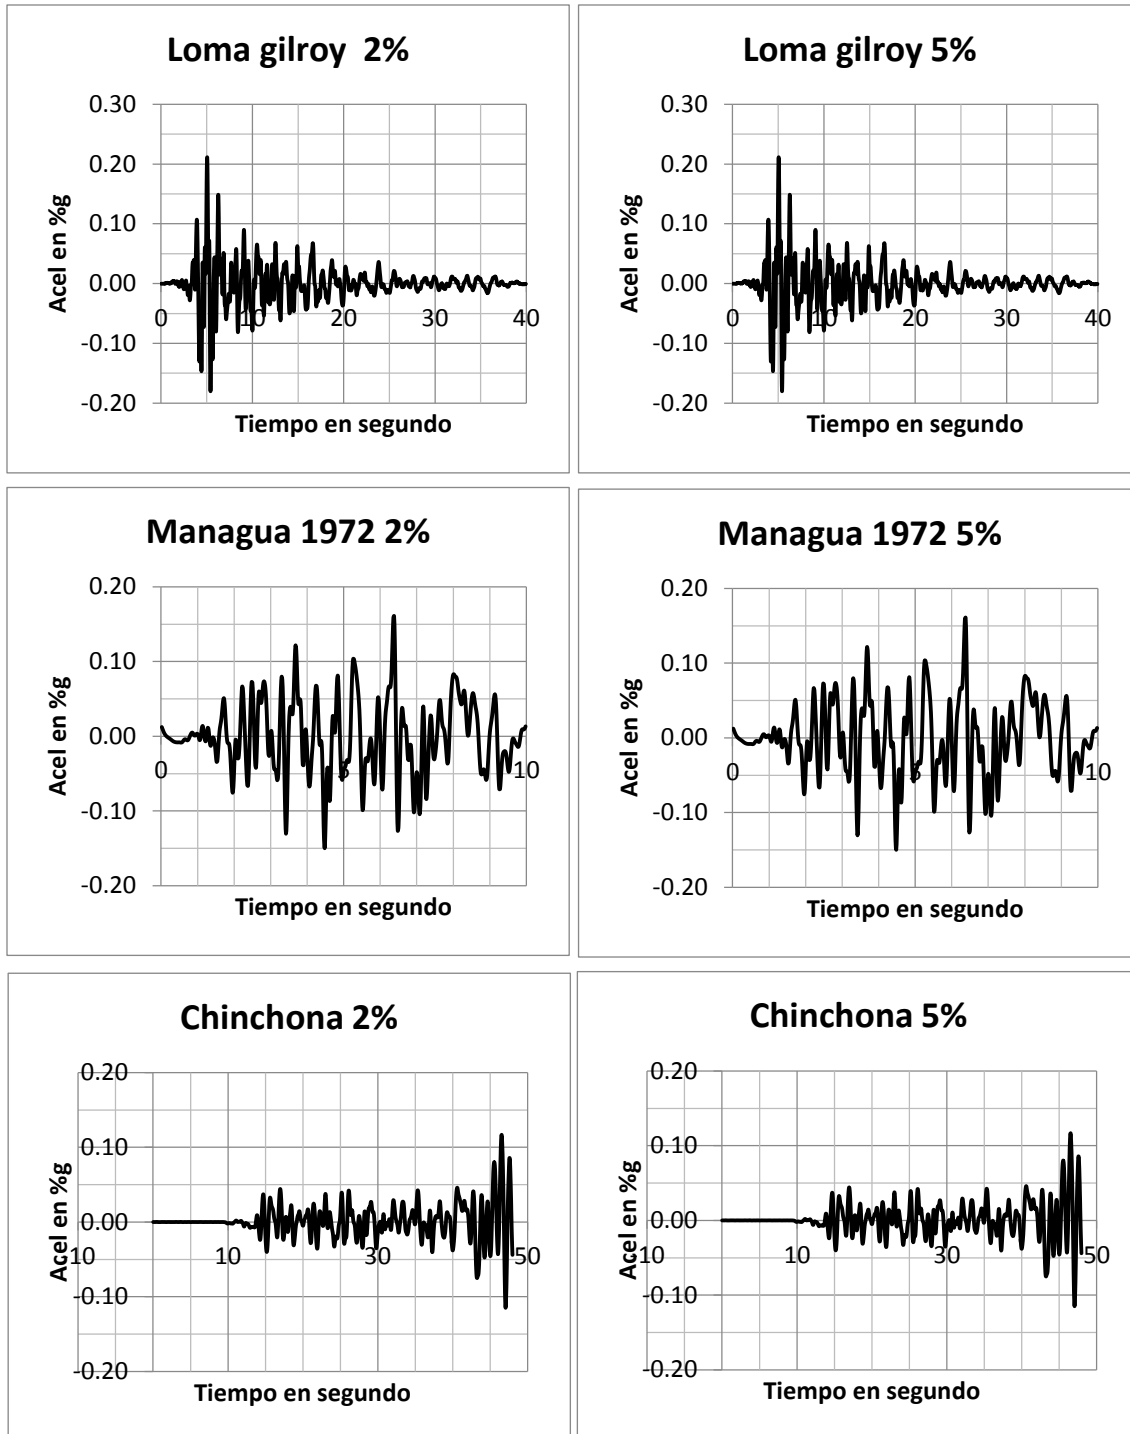 Loma gilroy 2%
0.30
0.20
0.10
0.00
-0.10
-0.20
0 10 20 30 40
Acel en %g
Tiempo en segundo
Loma gilroy 5%
0.30
0.20
0.10
0.00
-0.10
-0.20
0 10 20 30 40
Acel en %g
Tiempo en segundo
Managua 1972 2%
0.20
0.10
0.00
-0.10
-0.20
0 5 10
Acel en %g
Tiempo en segundo
Managua 1972 5%
0.20
0.10
0.00
-0.10
-0.20
0 5 10
Acel en %g
Tiempo en segundo
Chinchona 2%
0.20
0.10
0.00
-0.10
-0.20
-10 10 30 50
Acel en %g
Tiempo en segundo
Chinchona 5%
0.20
0.10
0.00
-0.10
-0.20
-10 10 30 50
Acel en %g
Tiempo en segundo